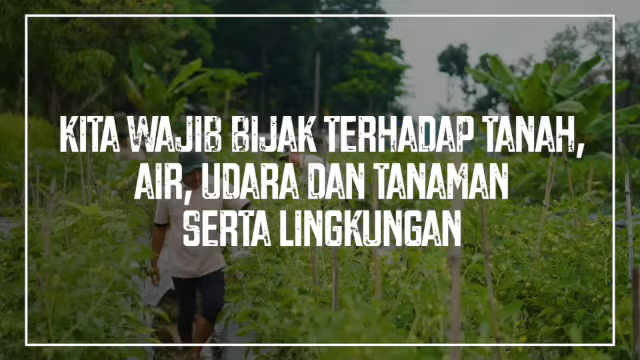 KITA WAJIB BIJAK TERHADAP TANAH,
AIR, UDARA DAN TANAMAN
SERTA LINGKUNGAN